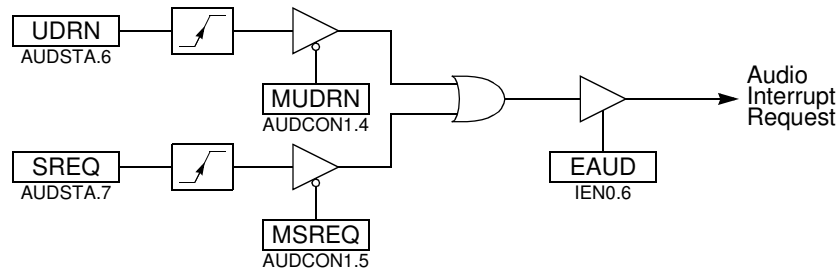 UDRN
AUDSTA.6
MUDRN
AUDCON1.4
Audio
Interrupt
Request
SREQ
AUDSTA.7
EAUD
IEN0.6
MSREQ
AUDCON1.5